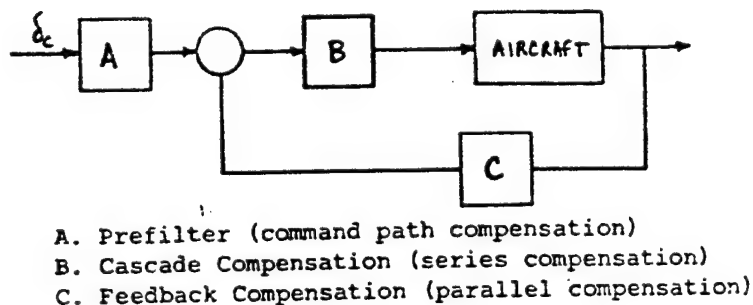 δc
A
B
AIRCRAFT
C
A. Prefilter (command path compensation)
B. Cascade Compensation (series compensation)
C. Feedback Compensation (parallel compensation)